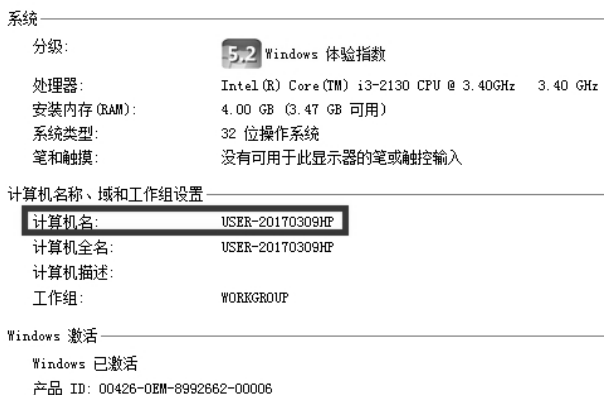 系统
分级: 5.2 Windows 体验指数
处理器: Intel(R) Core(TM) i3-2130 CPU @ 3.40GHz 3.40 GHz
安装内存(RAM): 4.00 GB (3.47 GB 可用)
系统类型: 32 位操作系统
笔和触摸: 没有可用于此显示器的笔或触控输入
计算机名称、域和工作组设置
计算机名: USER-20170309HP
计算机全名: USER-20170309HP
计算机描述:
工作组: WORKGROUP
Windows 激活
Windows 已激活
产品 ID: 00426-OEM-8992662-00006